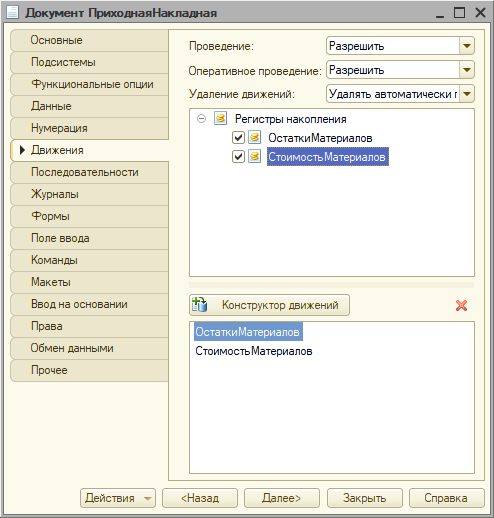 Документ ПриходнаяНакладная
Основные
Подсистемы
Функциональные опции
Данные
Нумерация
Движения
Последовательности
Журналы
Формы
Поле ввода
Команды
Макеты
Ввод на основании
Права
Обмен данными
Прочее
Проведение: Разрешить
Оперативное проведение: Разрешить
Удаление движений: Удалять автоматически г
Регистры накопления
ОстаткиМатериалов
СтоимостьМатериалов
Конструктор движений
ОстаткиМатериалов
СтоимостьМатериалов
Действия <Назад Далее> Закрыть Справка